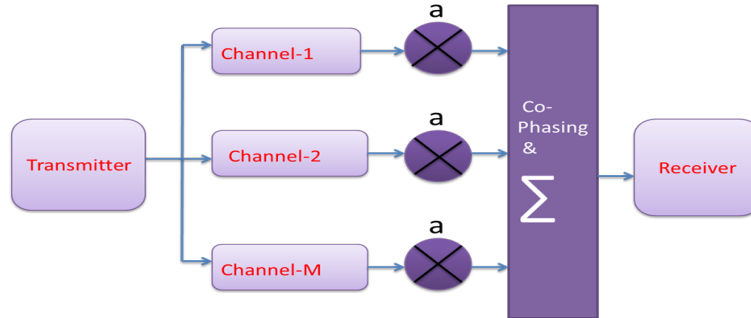 a
Channel-1
a
Co-
Phasing
&
∑
Transmitter
Channel-2
Receiver
a
Channel-M